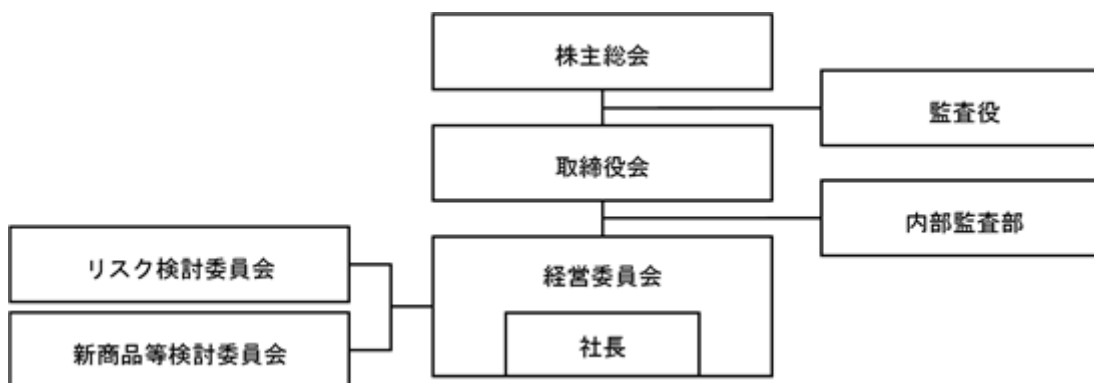 株主総会
監査役
取締役会
内部監査部
リスク検討委員会
経営委員会
新商品等検討委員会
社長